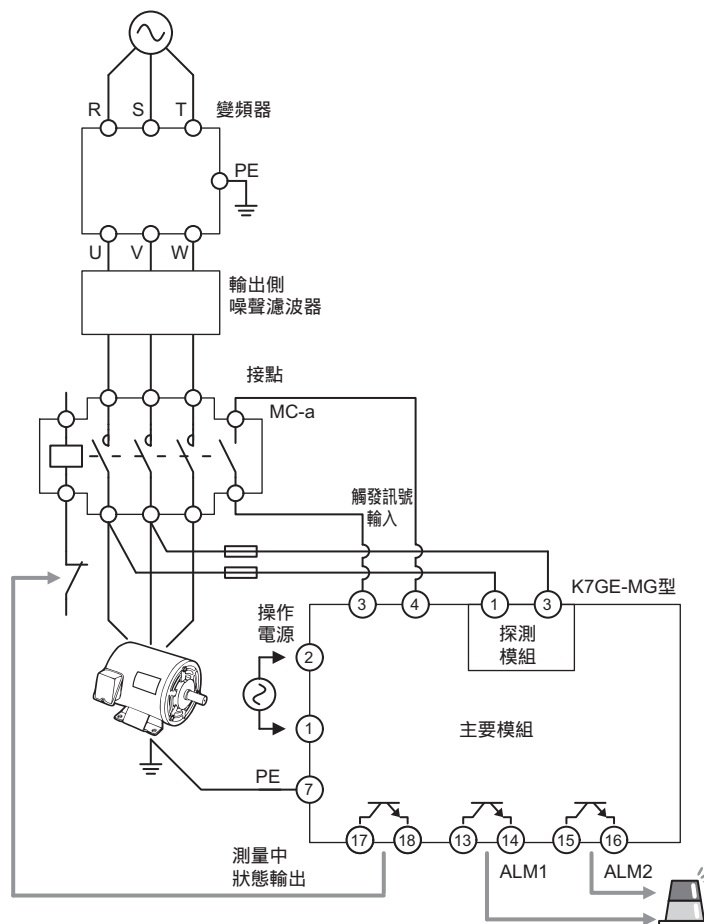 R S T 變頻器
PE
U V W
輸出側
噪聲濾波器
接點
MC-a
觸發訊號
輸入
K7GE-MG型
3 4 1 3
操作
電源
探測
模組
2
主要模組
1
PE 7
17 18 13 14 15 16
測量中
狀態輸出
ALM1 ALM2